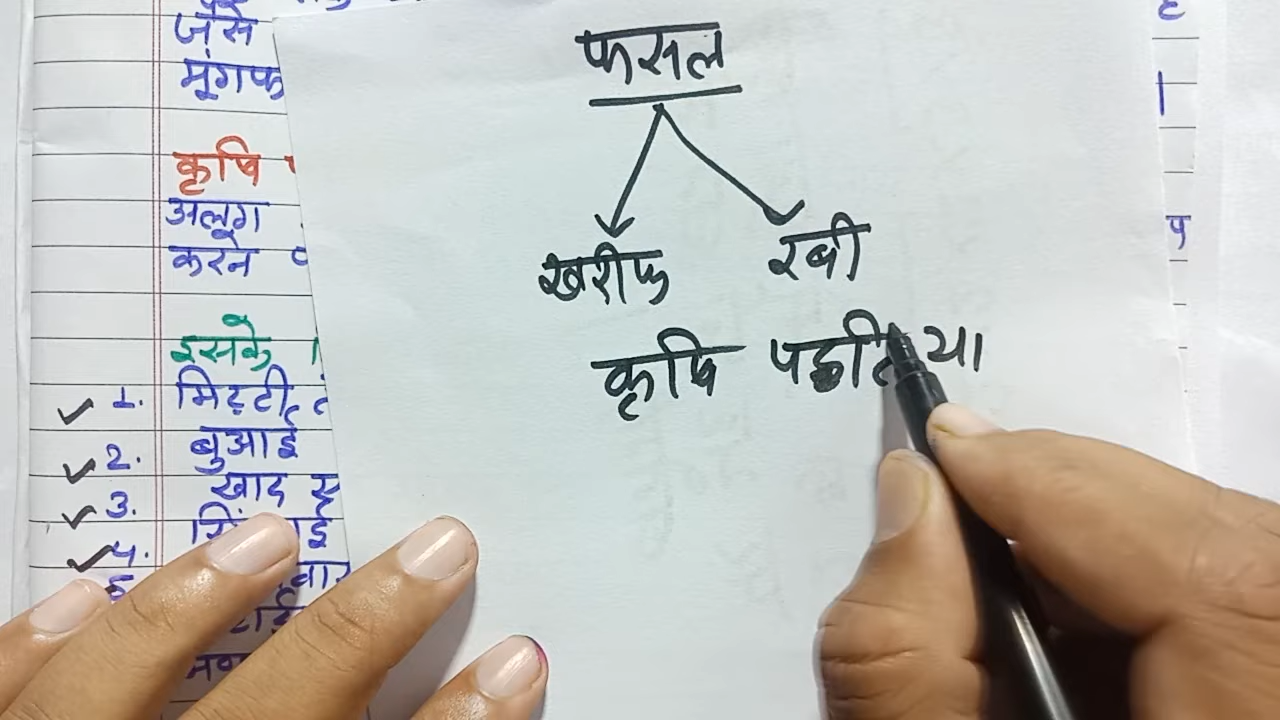 फसल
खरीफ रबी
कृषि पद्धतिया
जैसे
मूंगफ
कृषि
अलग
करने
इसके
1. मिट्टी
2. बुआई
3. खाद
4.